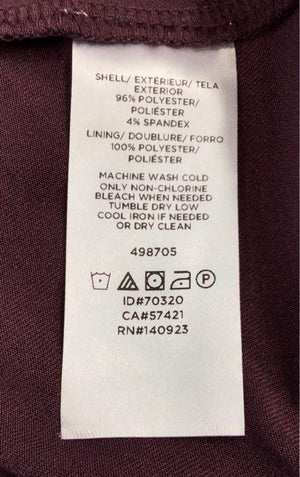 SHELL/ EXTÉRIEUR/ TELA
EXTERIOR
96% POLYESTER/
POLIÉSTER
4% SPANDEX
LINING/ DOUBLURE/ FORRO
100% POLYESTER/
POLIÉSTER
MACHINE WASH COLD
ONLY NON-CHLORINE
BLEACH WHEN NEEDED
TUMBLE DRY LOW
COOL IRON IF NEEDED
OR DRY CLEAN
498705
P
ID#70320
CA#57421
RN#140923